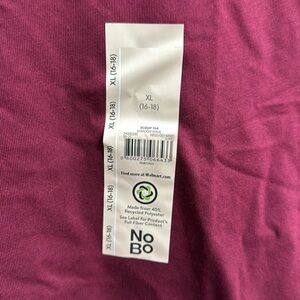 XL (16-18)
XL (16-18)
XL (16-18)
XL (16-18)
XL (16-18)
XL
(16-18)
Find more at Walmart.com
Made from 40%
Recycled Polyester
See Label for Product's
Full Fiber Content
NO
BO